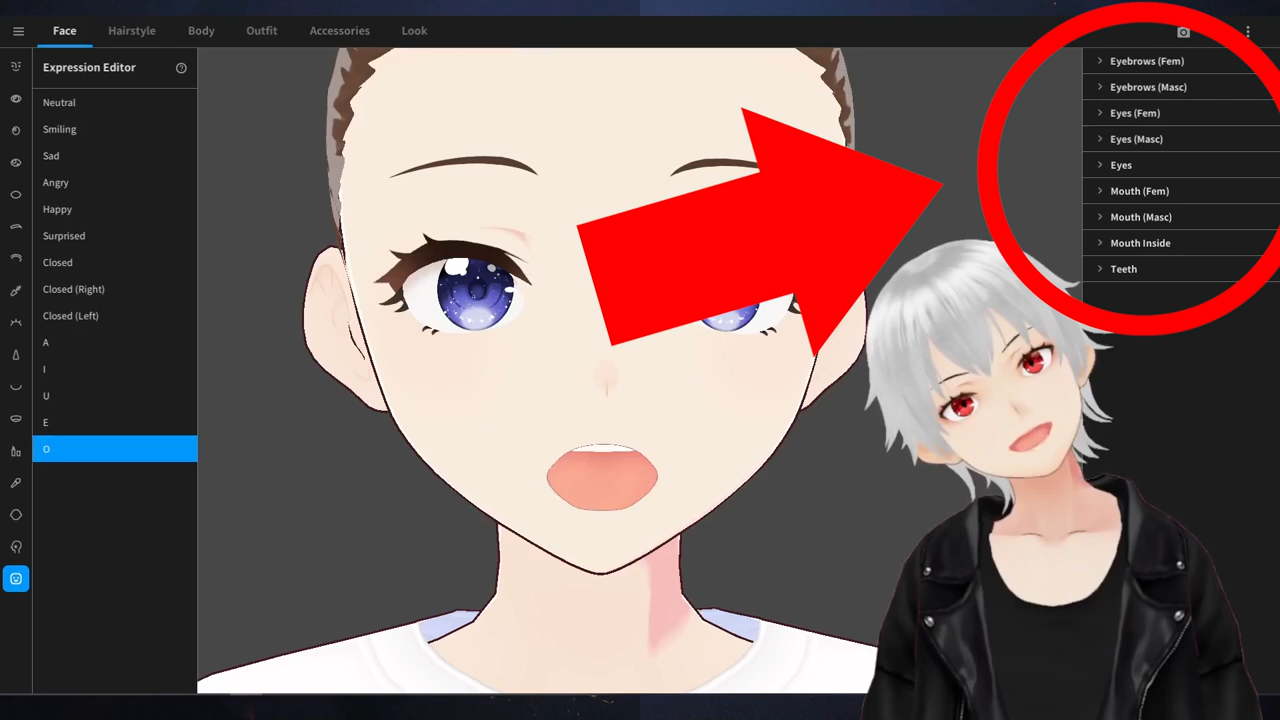 Face
Hairstyle
Body
Outfit
Accessories
Look
Expression Editor
Neutral
Smiling
Sad
Angry
Happy
Surprised
Closed
Closed (Right)
Closed (Left)
A
I
U
E
O
Eyebrows (Fem)
Eyebrows (Masc)
Eyes (Fem)
Eyes (Masc)
Eyes
Mouth (Fem)
Mouth (Masc)
Mouth Inside
Teeth